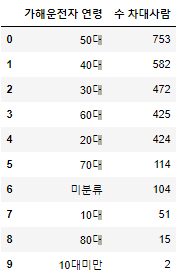 가해운전자 연령 수 차대사람
0 50대 753
1 40대 582
2 30대 472
3 60대 425
4 20대 424
5 70대 114
6 미분류 104
7 10대 51
8 80대 15
9 10대미만 2